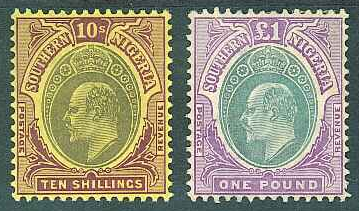 10s
SOUTHERN NIGERIA
POSTAGE
REVENUE
TEN SHILLINGS
£1
SOUTHERN NIGERIA
POSTAGE
REVENUE
ONE POUND